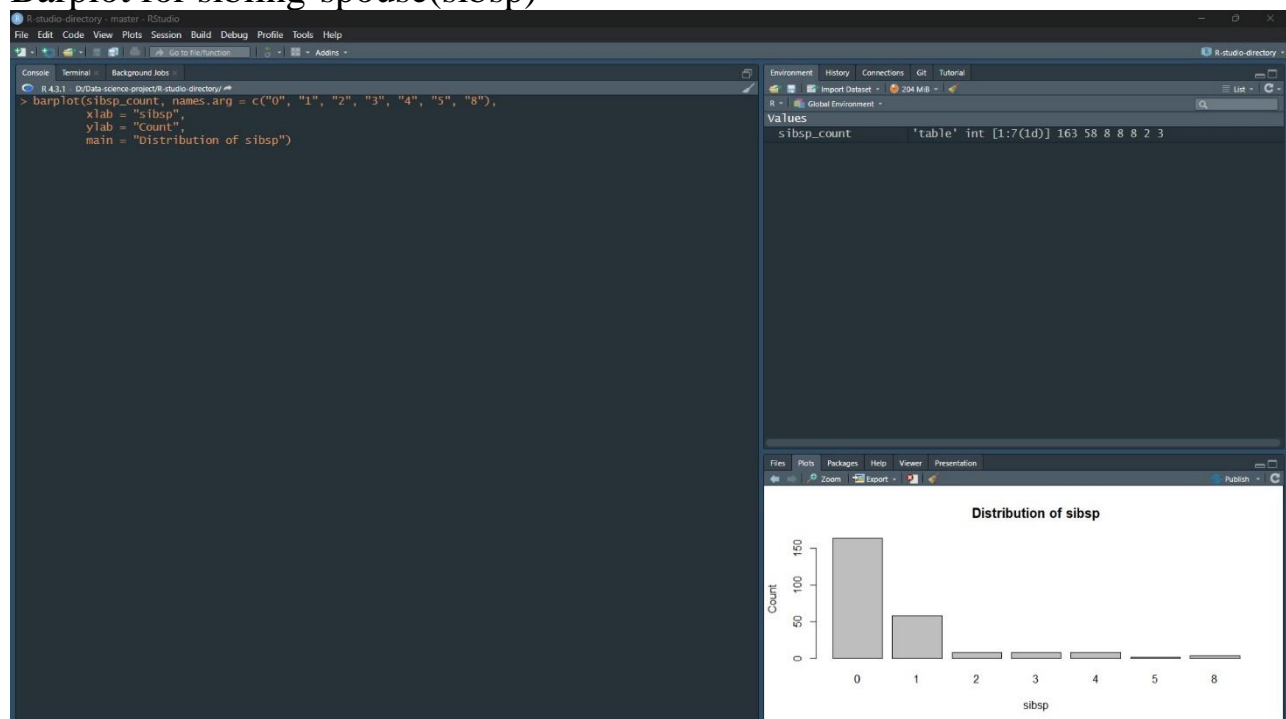 Barplot for sibling-spouse(sibsp)
R-studio-directory - master - RStudio
File Edit Code View Plots Session Build Debug Profile Tools Help
Go to file/function Addins
R-studio-directory
Console Terminal Background Jobs
R 4.3.1 · D:/Data-science-project/R-studio-directory/
> barplot(sibsp_count, names.arg = c("0", "1", "2", "3", "4", "5", "8"),
xlab = "sibsp",
ylab = "Count",
main = "Distribution of sibsp")
Environment History Connections Git Tutorial
Import Dataset 204 MiB List
R Global Environment
Values
sibsp_count 'table' int [1:7(1d)] 163 58 8 8 8 2 3
Files Plots Packages Help Viewer Presentation
Zoom Export Publish
Distribution of sibsp
Count
150
100
50
0
0 1 2 3 4 5 8
sibsp